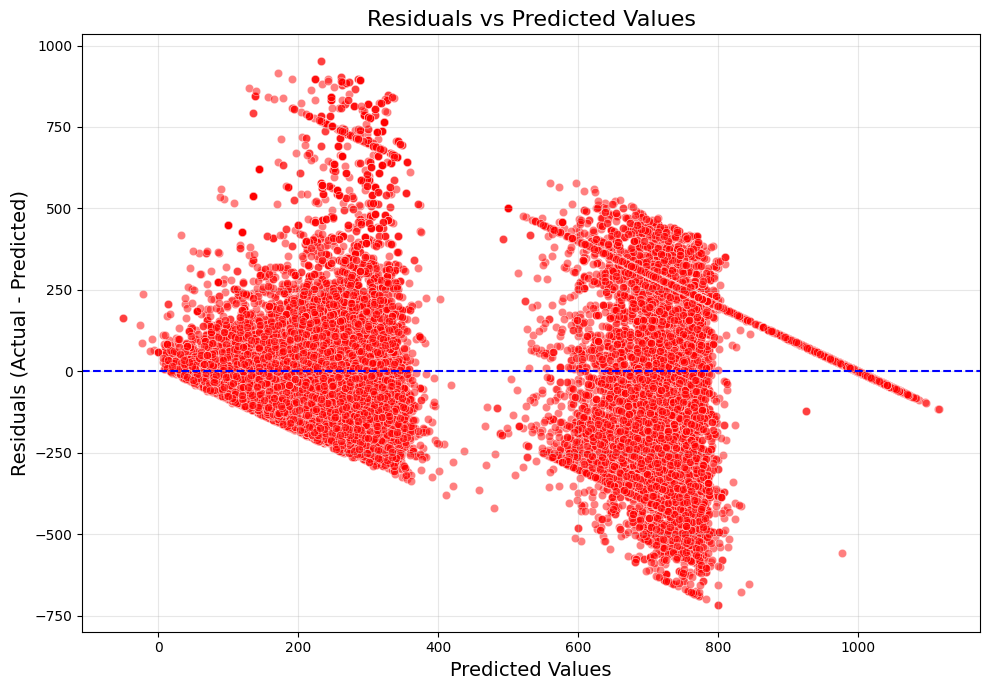 Residuals vs Predicted Values
Residuals (Actual - Predicted)
1000
750
500
250
0
−250
−500
−750
0 200 400 600 800 1000
Predicted Values